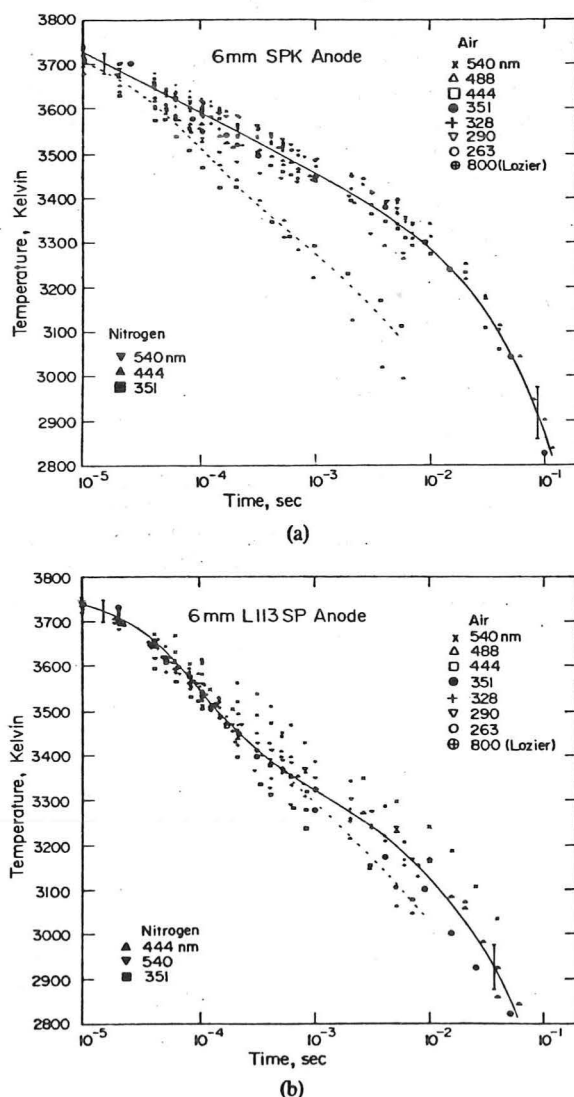 6mm SPK Anode
Air
540 nm
488
444
351
328
290
263
800 (Lozier)
Temperature, Kelvin
3800
3700
3600
3500
3400
3300
3200
3100
3000
2900
2800
Nitrogen
540 nm
444
351
10⁻⁵
10⁻⁴
10⁻³
10⁻²
10⁻¹
Time, sec
(a)
6mm L113 SP Anode
Air
540 nm
488
444
351
328
290
263
800 (Lozier)
Temperature, Kelvin
3800
3700
3600
3500
3400
3300
3200
3100
3000
2900
2800
Nitrogen
444 nm
540
351
10⁻⁵
10⁻⁴
10⁻³
10⁻²
10⁻¹
Time, sec
(b)